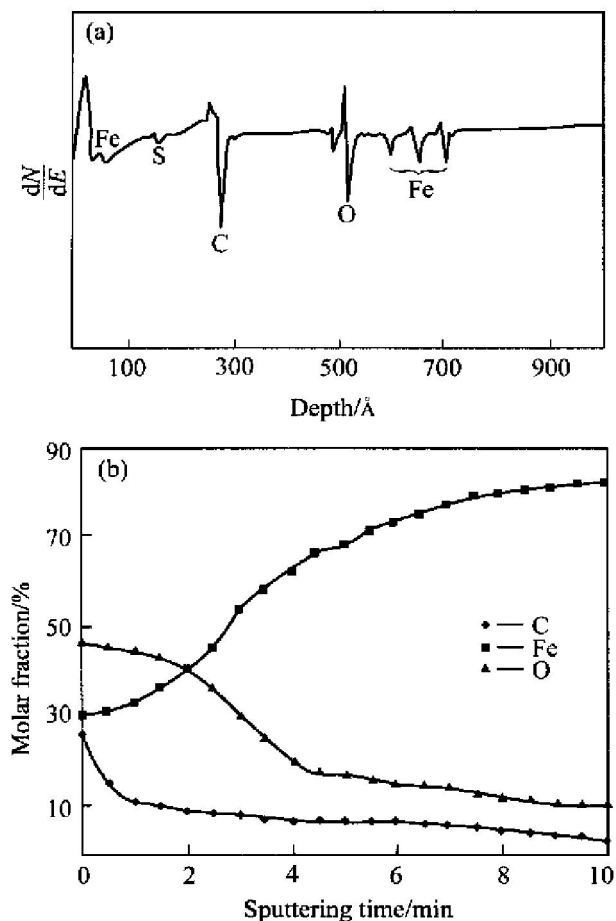 (a)
dN
dE
Fe
S
C
O
Fe
100 300 500 700 900
Depth/Å
(b)
90
70
50
30
10
Molar fraction/%
C
Fe
O
0 2 4 6 8 10
Sputtering time/min